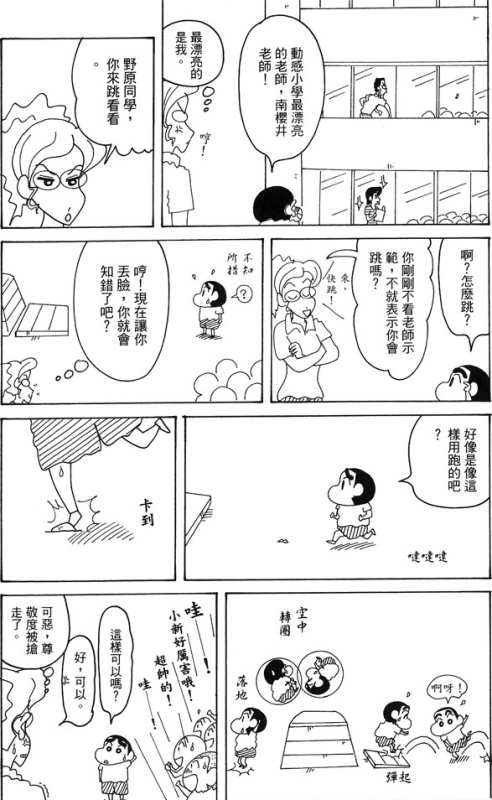 動感小學最漂亮
的老師，南櫻井
老師！
最漂亮的
是我。
哼！
野原同學，
你來跳看看
。
啊？怎麼跳？
你剛剛不看老師示
範，不就表示你會
跳嗎？
來，
快跳！
不知
所措
？
哼！現在讓你
丟臉，你就會
知錯了吧？
好像是像這
樣用跑的吧
？
噠噠噠
卡到
啊呀！
彈起
空中
轉圈
落地
哇！
小新好厲害哦！
超帥的！
哇！
這樣可以嗎？
好，可以。
可惡，尊
敬度被搶
走了。